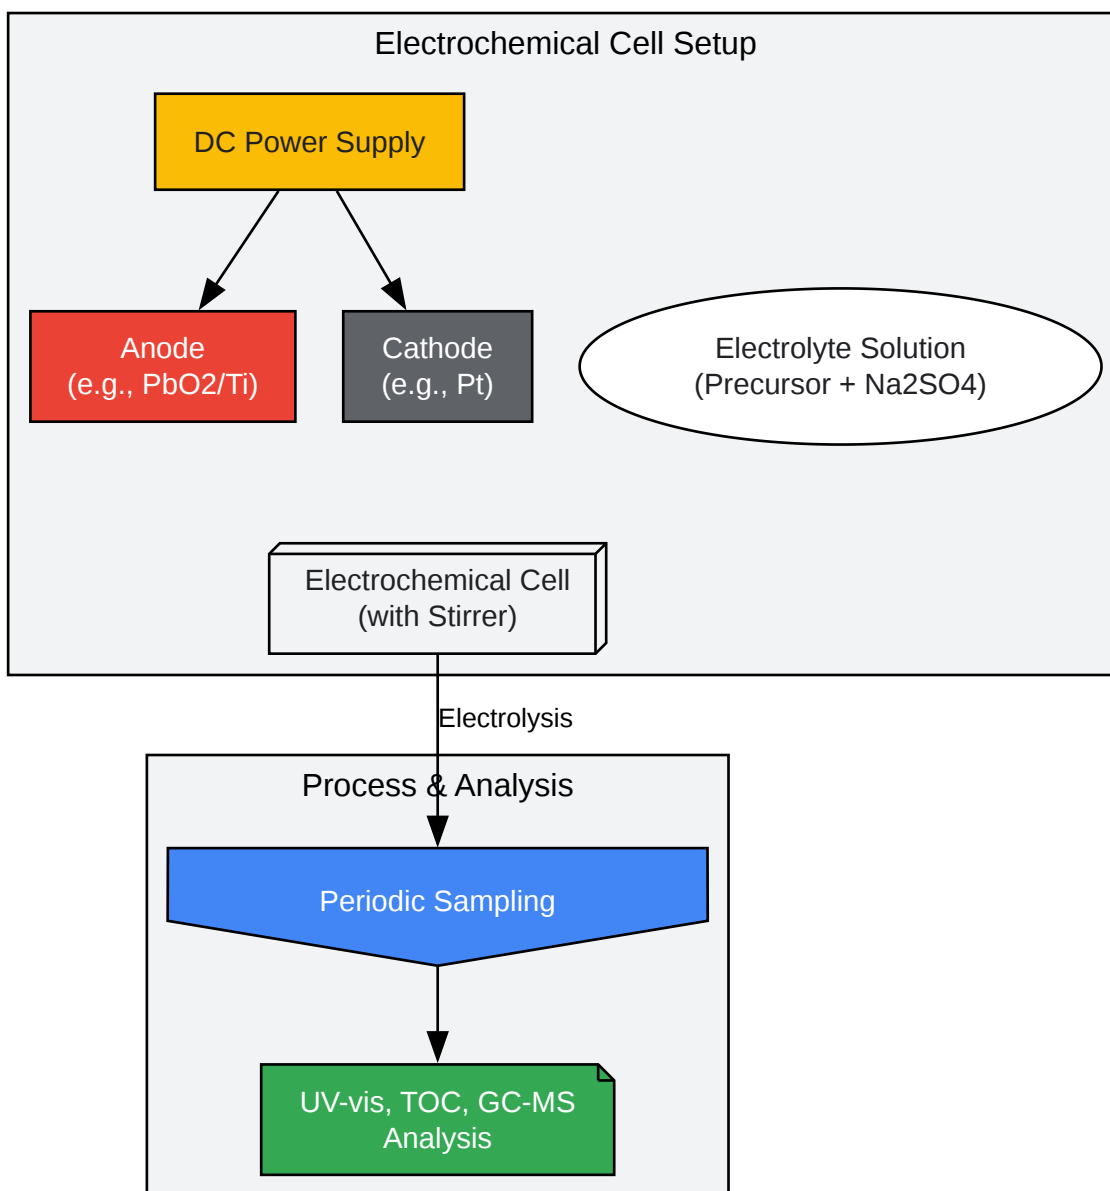 Electrochemical Cell Setup
DC Power Supply
Anode
(e.g., PbO2/Ti)
Cathode
(e.g., Pt)
Electrolyte Solution
(Precursor + Na2SO4)
Electrochemical Cell
(with Stirrer)
Electrolysis
Process & Analysis
Periodic Sampling
UV-vis, TOC, GC-MS
Analysis